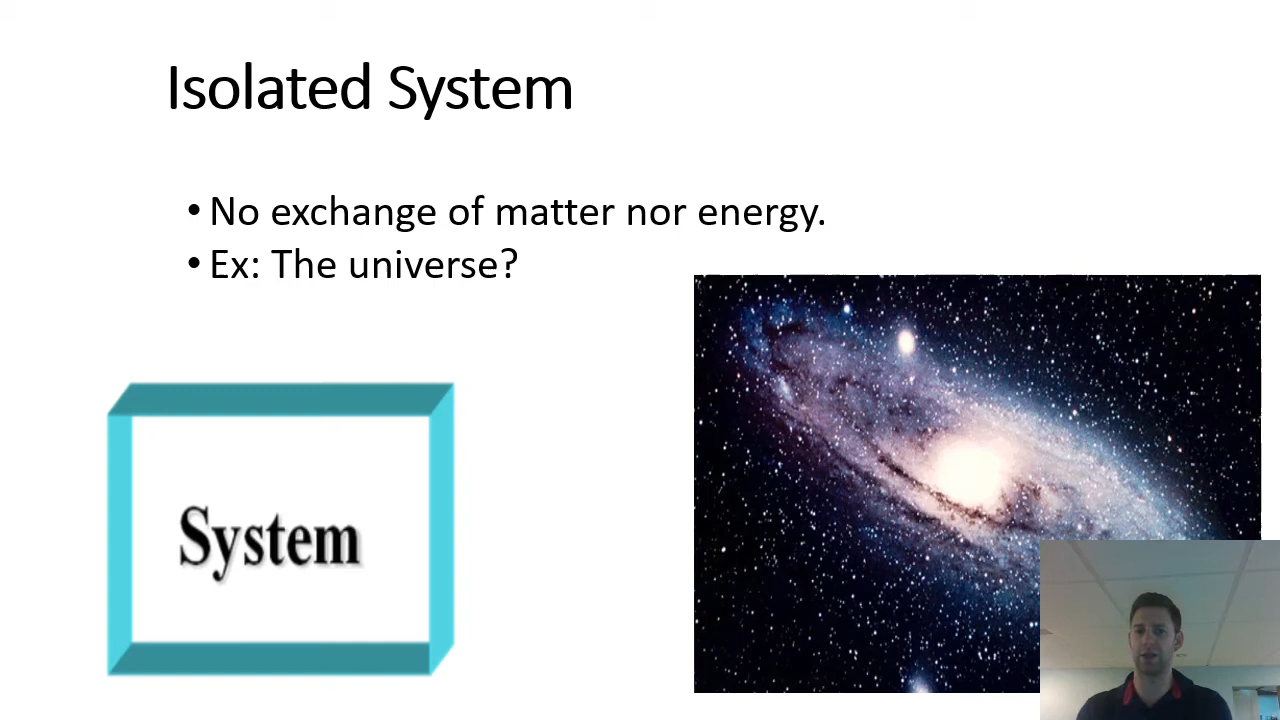 Isolated System
• No exchange of matter nor energy.
• Ex: The universe?
System